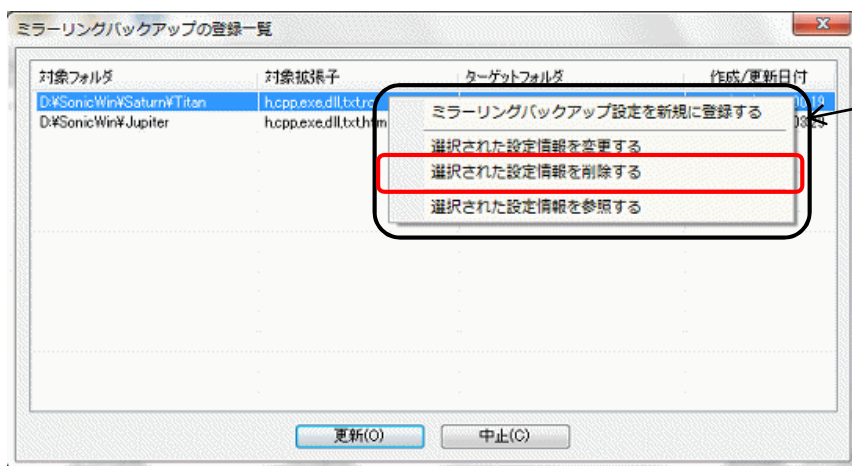 ミラーリングバックアップの登録一覧
対象フォルダ 対象拡張子 ターゲットフォルダ 作成/更新日付
D:¥SonicWin¥Saturn¥Titan h,cpp,exe,dll,txt,rc
D:¥SonicWin¥Jupiter h,cpp,exe,dll,txt,htm
ミラーリングバックアップ設定を新規に登録する
選択された設定情報を変更する
選択された設定情報を削除する
選択された設定情報を参照する
更新(O) 中止(C)